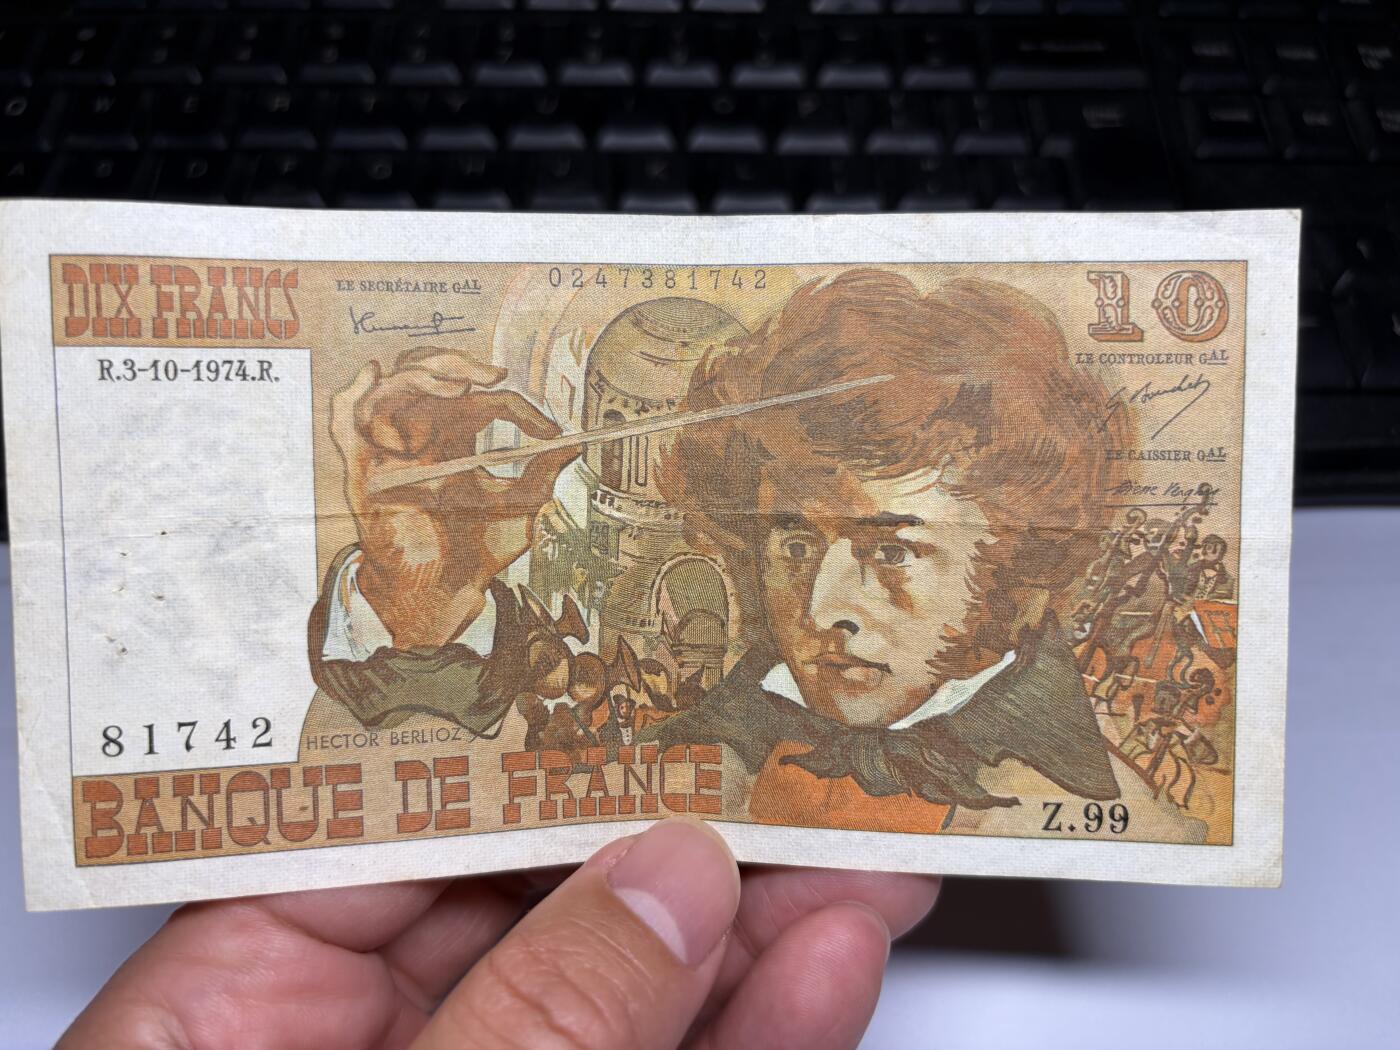 DIX FRANCS
LE SECRÉTAIRE GAL
0247381742
10
R.3-10-1974.R.
LE CONTROLEUR GAL
LE CAISSIER GAL
81742
HECTOR BERLIOZ
BANQUE DE FRANCE
Z.99